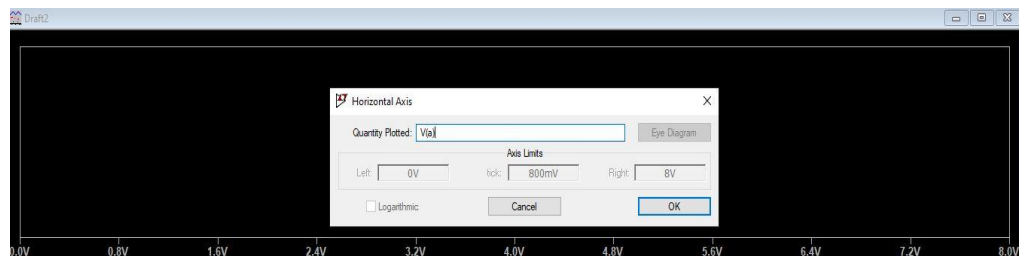 Draft2
Horizontal Axis
Quantity Plotted: V(a) Eye Diagram
Axis Limits
Left: 0V tick: 800mV Right: 8V
Logarithmic Cancel OK
0.0V 0.8V 1.6V 2.4V 3.2V 4.0V 4.8V 5.6V 6.4V 7.2V 8.0V